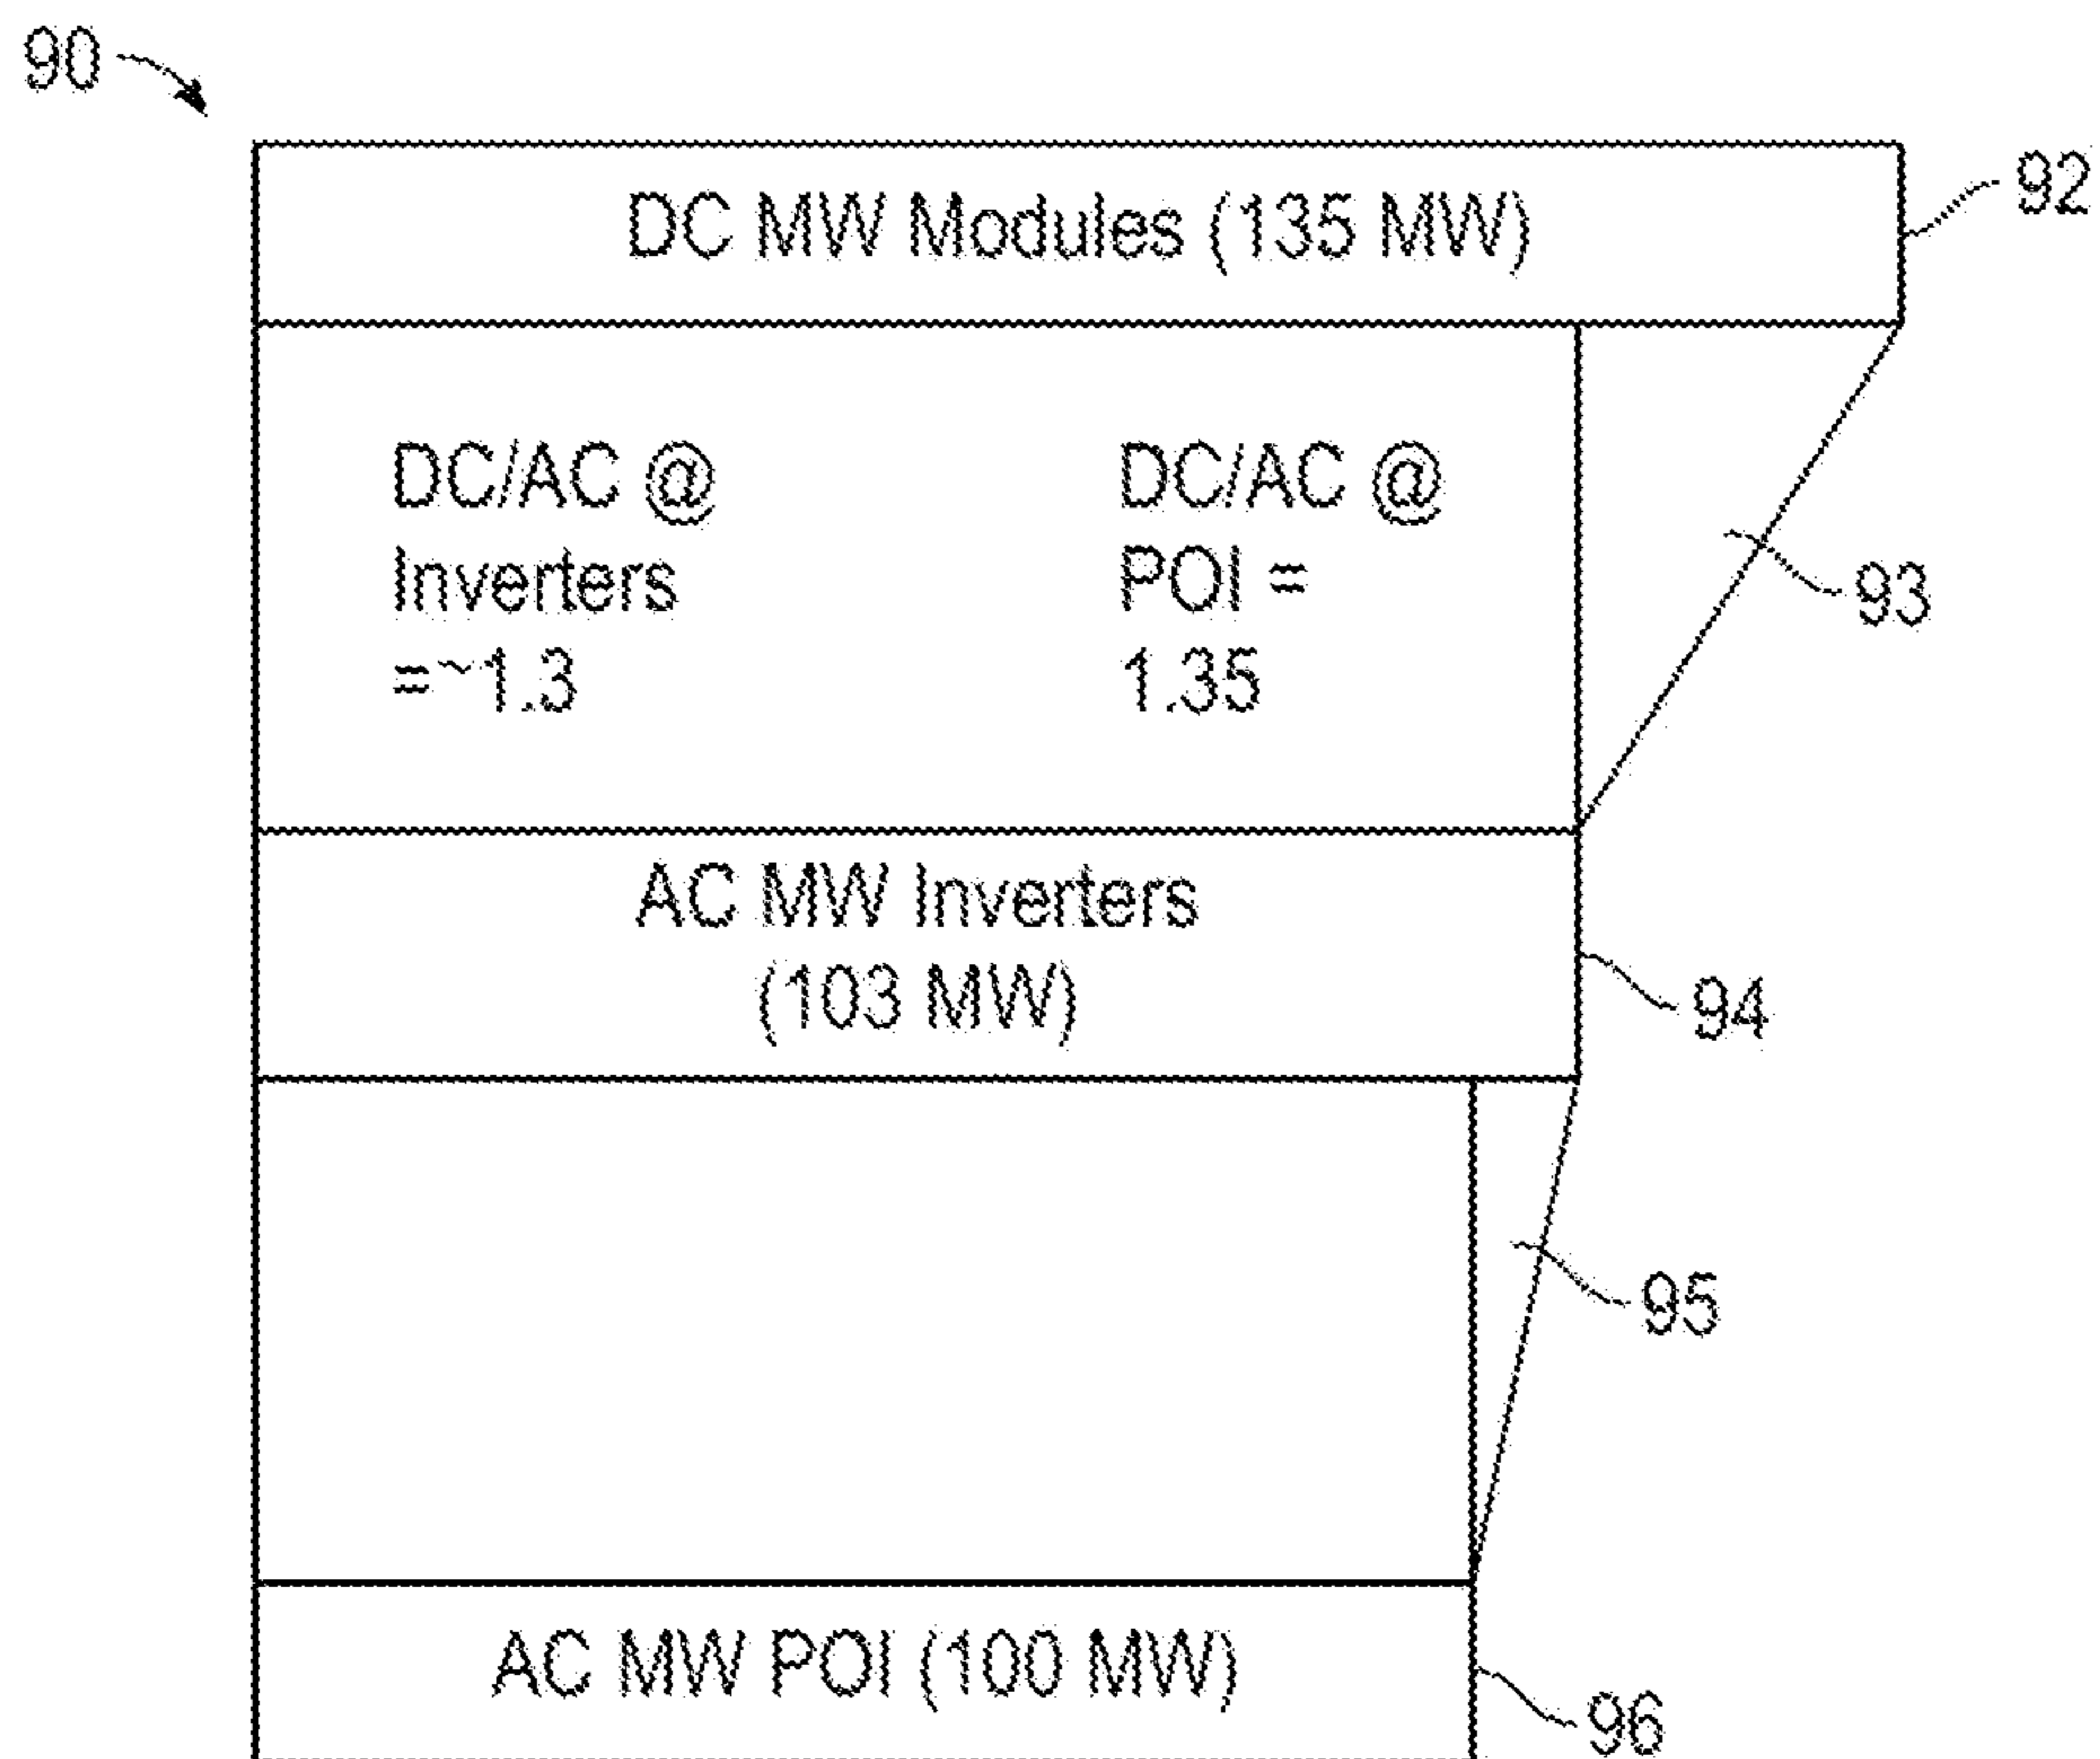 90
DC MW Modules (135 MW)
92
DC/AC @
Inverters
=~1.3
DC/AC @
POI =
1.35
93
AC MW Inverters
(103 MW)
94
95
AC MW POI (100 MW)
96